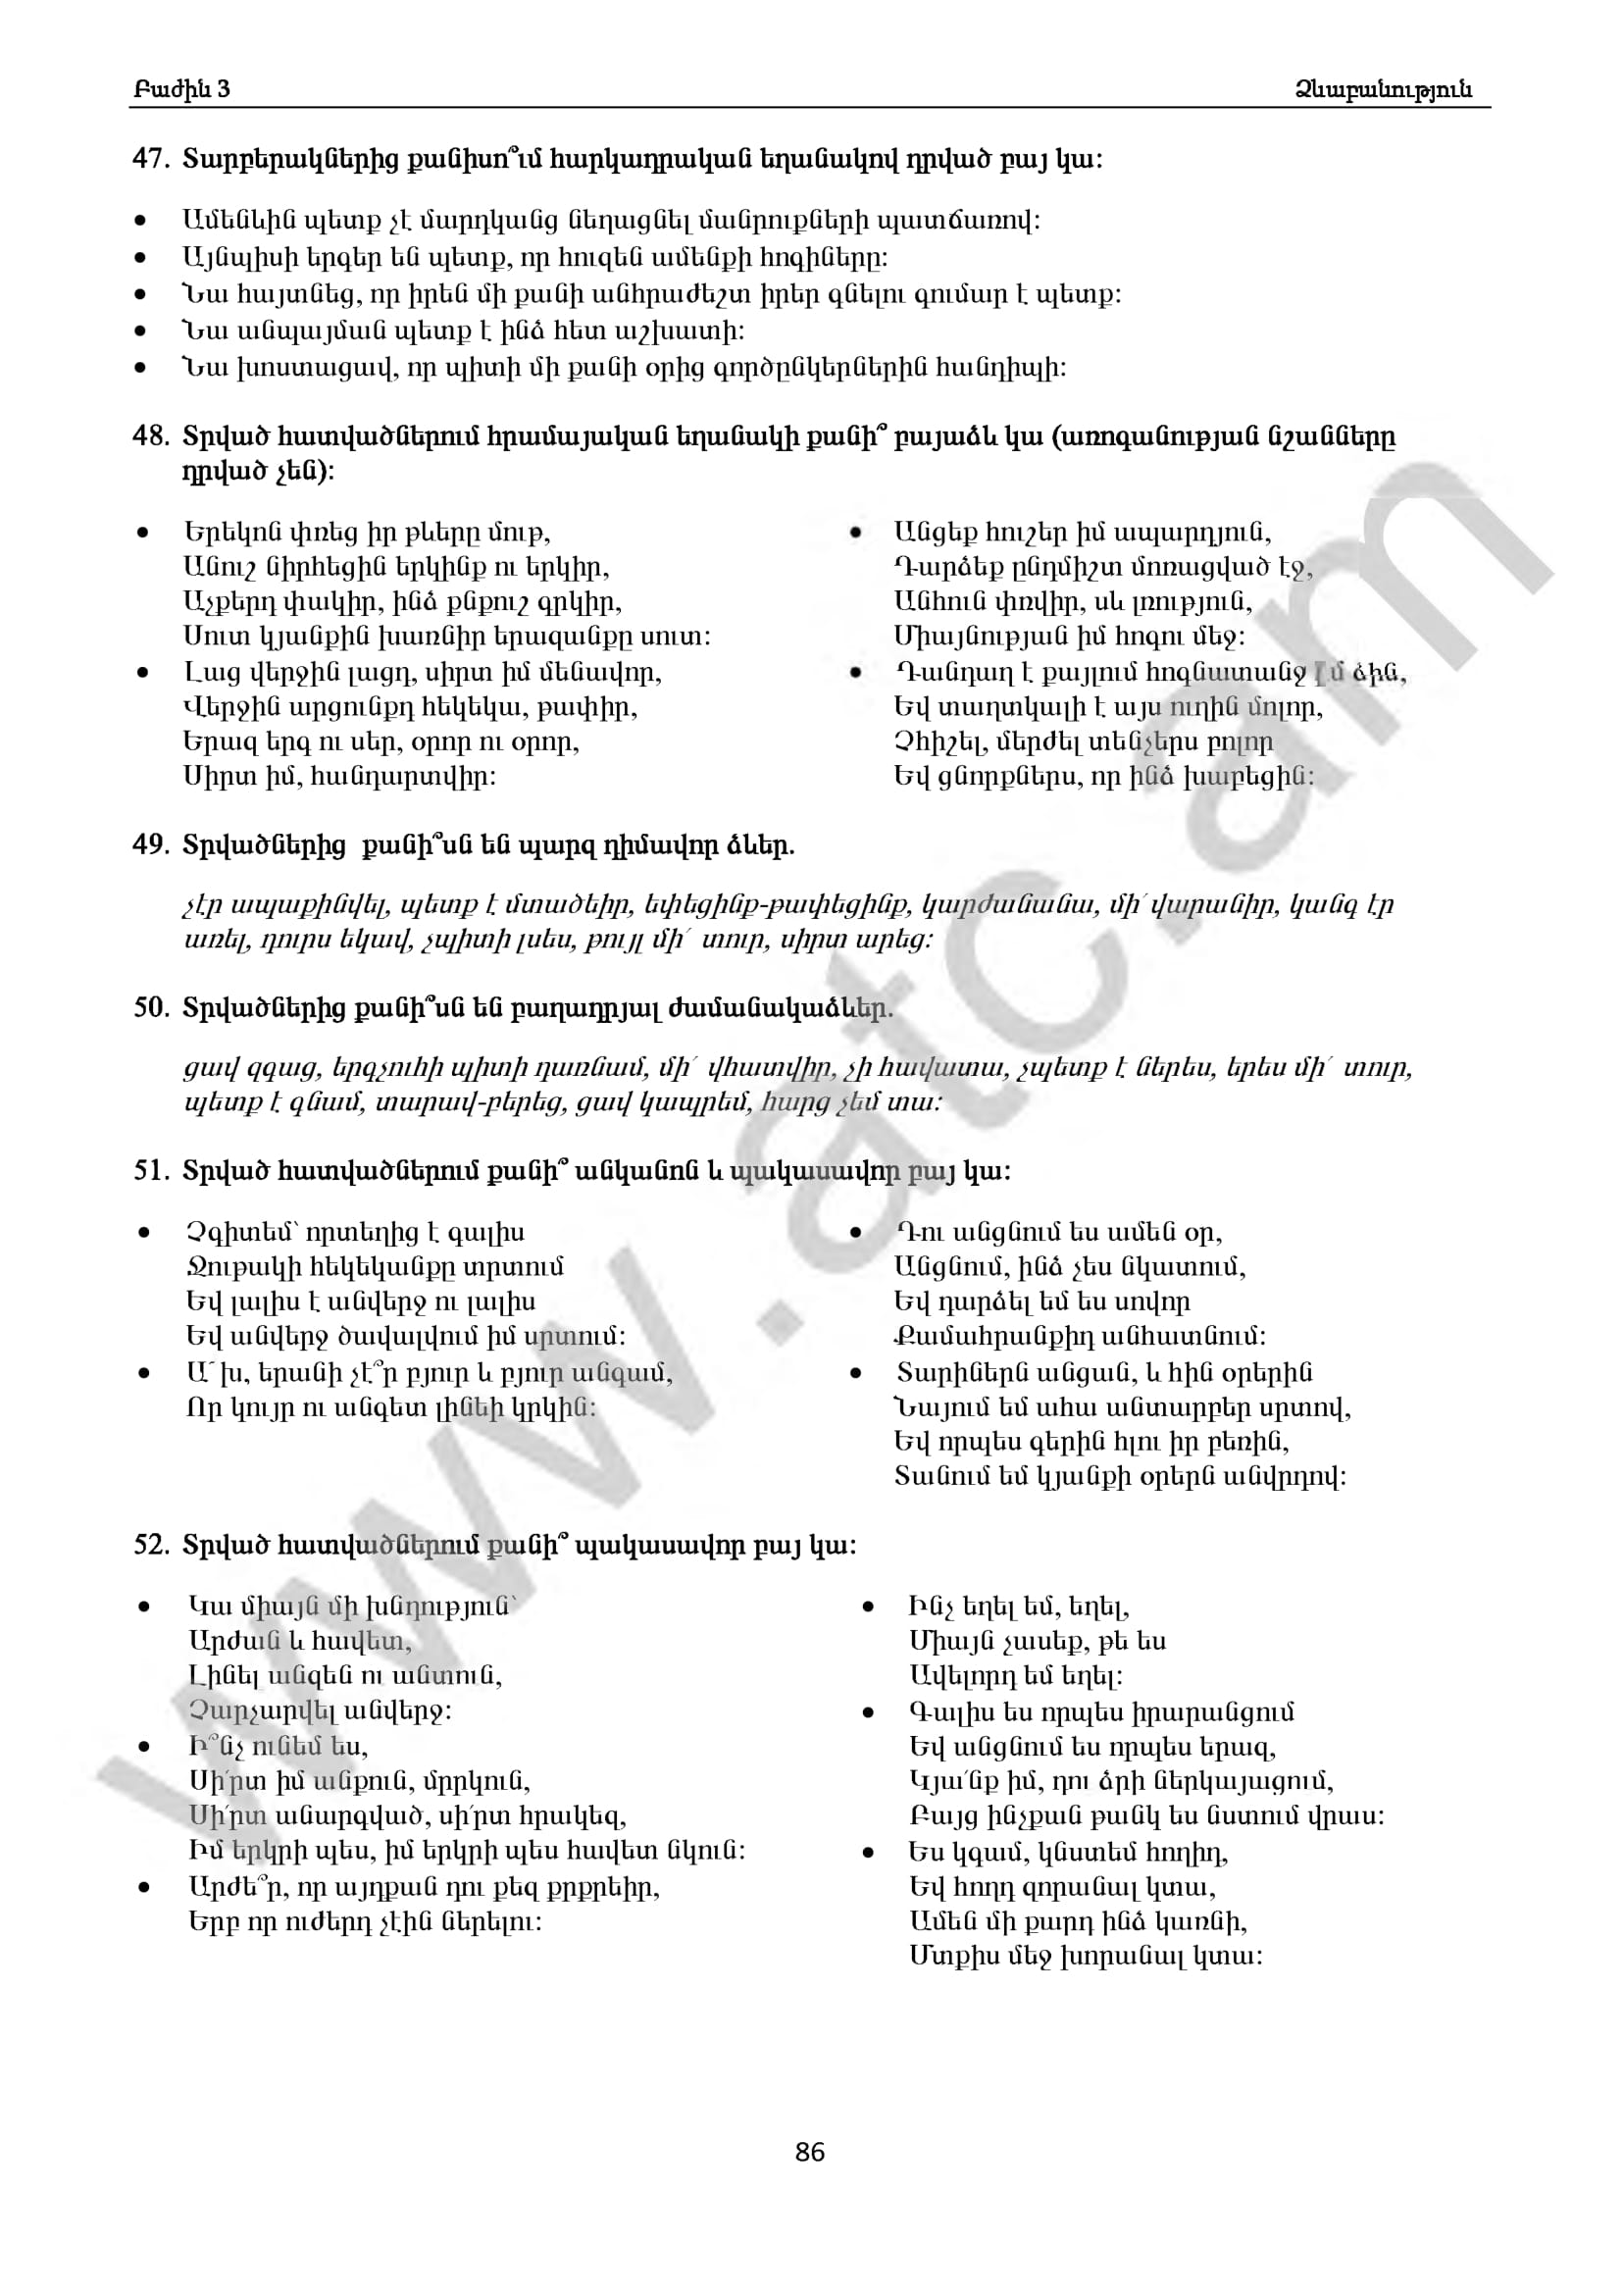 Բաժին 3
Ձևաբանություն
47. Տարբերակներից քանիսո՞ւմ հարկադրական եղանակով դրված բայ կա:
● Ամենևին պետք չէ մարդկանց նեղացնել մանրուքների պատճառով:
● Այնպիսի երգեր են պետք, որ հուզեն ամենքի հոգիները:
● Նա հայտնեց, որ իրեն մի քանի անհրաժեշտ իրեր գնելու գումար է պետք:
● Նա անպայման պետք է ինձ հետ աշխատի:
● Նա խոստացավ, որ պիտի մի քանի օրից գործընկերներին հանդիպի:
48. Տրված հատվածներում հրամայական եղանակի քանի՞ բայաձև կա (առոգանության նշանները
դրված չեն):
● Երեկոն փռեց իր թևերը մութ,
Անուշ նիրհեցին երկինք ու երկիր,
Աչքերդ փակիր, ինձ քնքուշ գրկիր,
Սուտ կյանքին խառնիր երազանքը սուտ:
● Լաց վերջին լացդ, սիրտ իմ մենավոր,
Վերջին արցունքդ հեկեկա, թափիր,
Երազ երգ ու սեր, օրոր ու օրոր,
Սիրտ իմ, հանդարտվիր:
● Անցեք հուշեր իմ ապարդյուն,
Դարձեք ընդմիշտ մոռացված էջ,
Անհուն փռվիր, սև լռություն,
Միայնության իմ հոգու մեջ:
● Դանդաղ է քայլում հոգնատանջ իմ ձին,
Եվ տաղտկալի է այս ուղին մոլոր,
Չհիշել, մերժել տենչերս բոլոր
Եվ ցնորքներս, որ ինձ խաբեցին:
49. Տրվածներից քանի՞սն են պարզ դիմավոր ձևեր.
չէր ապաքինվել, պետք է մտածեիր, եփեցինք-թափեցինք, կարժանանա, մի՛ վարանիր, կանգ էր
առել, դուրս եկավ, չպիտի լսես, թույլ մի՛ տուր, սիրտ արեց:
50. Տրվածներից քանի՞սն են բաղադրյալ ժամանակաձևեր.
ցավ զգաց, երգչուհի պիտի դառնամ, մի՛ վհատվիր, չի հավատա, չպետք է ներես, երես մի՛ տուր,
պետք է գնամ, տարավ-բերեց, ցավ կապրեմ, հարց չեմ տա:
51. Տրված հատվածներում քանի՞ անկանոն և պակասավոր բայ կա:
● Չգիտեմ՝ որտեղից է գալիս
Ջութակի հեկեկանքը տրտում
Եվ լալիս է անվերջ ու լալիս
Եվ անվերջ ծավալվում իմ սրտում:
● Ա՜խ, երանի չէ՞ր բյուր և բյուր անգամ,
Որ կույր ու անգետ լինեի կրկին:
● Դու անցնում ես ամեն օր,
Անցնում, ինձ չես նկատում,
Եվ դարձել եմ ես սովոր
Քամահրանքիդ անհատնում:
● Տարիներն անցան, և հին օրերին
Նայում եմ ահա անտարբեր սրտով,
Եվ որպես գերին հլու իր բեռին,
Տանում եմ կյանքի օրերն անվրդով:
52. Տրված հատվածներում քանի՞ պակասավոր բայ կա:
● Կա միայն մի խնդություն՝
Արժան և հավետ,
Լինել անզեն ու անտուն,
Չարչարվել անվերջ:
● Ի՞նչ ունեմ ես,
Սի՛րտ իմ անքուն, մրրկուն,
Սի՛րտ անարգված, սի՛րտ հրակեզ,
Իմ երկրի պես, իմ երկրի պես հավետ նկուն:
● Արժե՞ր, որ այդքան դու քեզ քրքրեիր,
Երբ որ ուժերդ չէին ներելու:
● Ինչ եղել եմ, եղել,
Միայն չասեք, թե ես
Ավելորդ եմ եղել:
● Գալիս ես որպես իրարանցում
Եվ անցնում ես որպես երազ,
Կյա՛նք իմ, դու ձրի ներկայացում,
Բայց ինչքան թանկ ես նստում վրաս:
● Ես կգամ, կնստեմ հողիդ,
Եվ հողդ զորանալ կտա,
Ամեն մի քարդ ինձ կառնի,
Մտքիս մեջ խորանալ կտա:
86
www.atc.am